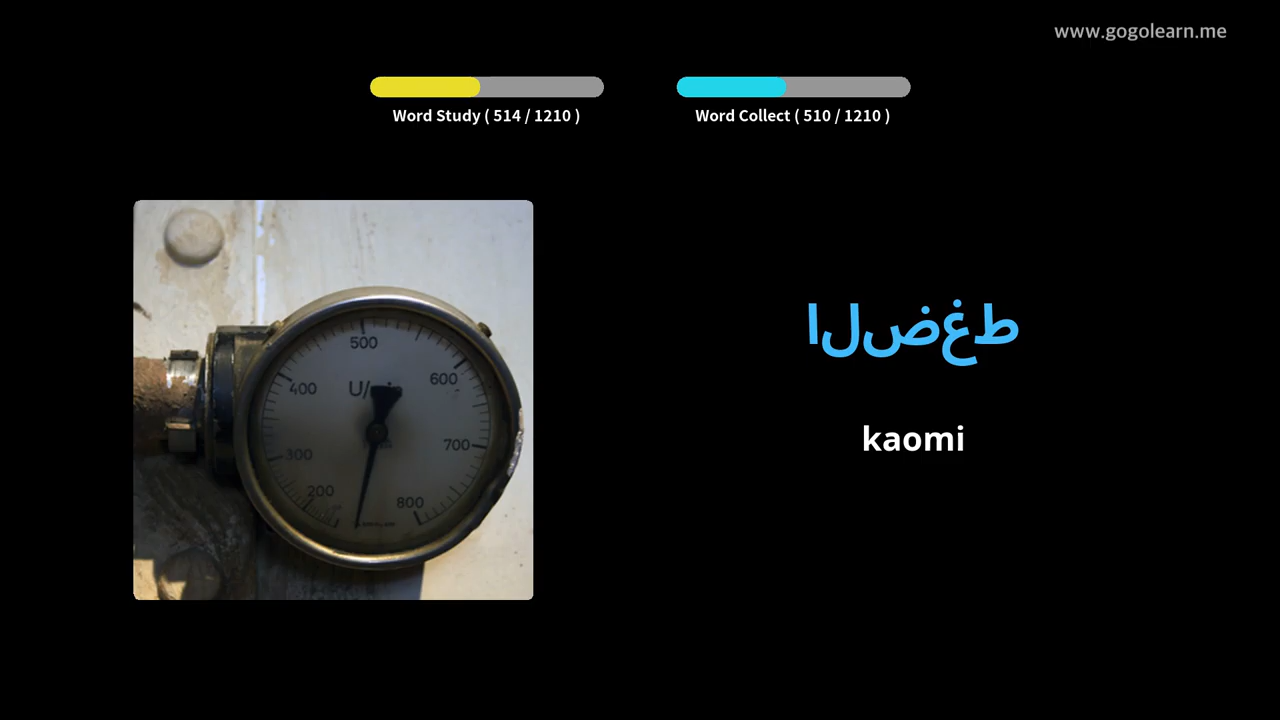 www.gogolearn.me
Word Study ( 514 / 1210 )
Word Collect ( 510 / 1210 )
500
400
600
300
700
200
800
الضغط
kaomi